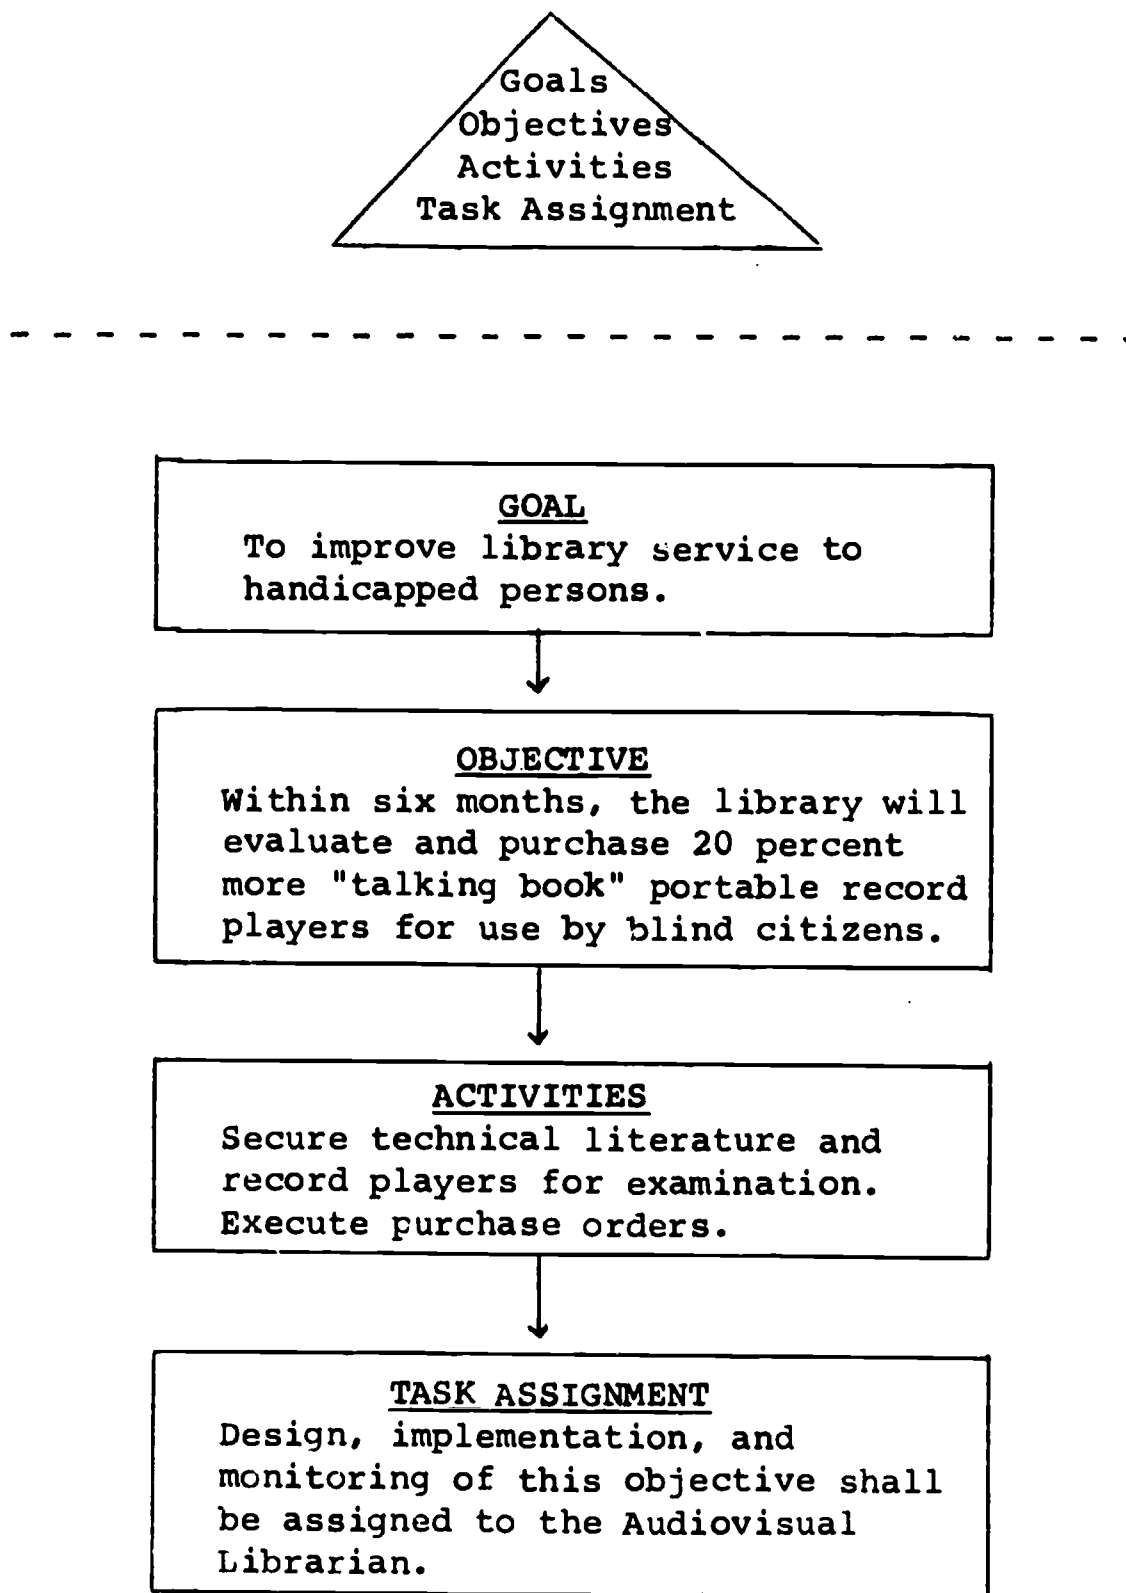 Goals
Objectives
Activities
Task Assignment
GOAL
To improve library service to
handicapped persons.
OBJECTIVE
Within six months, the library will
evaluate and purchase 20 percent
more "talking book" portable record
players for use by blind citizens.
ACTIVITIES
Secure technical literature and
record players for examination.
Execute purchase orders.
TASK ASSIGNMENT
Design, implementation, and
monitoring of this objective shall
be assigned to the Audiovisual
Librarian.